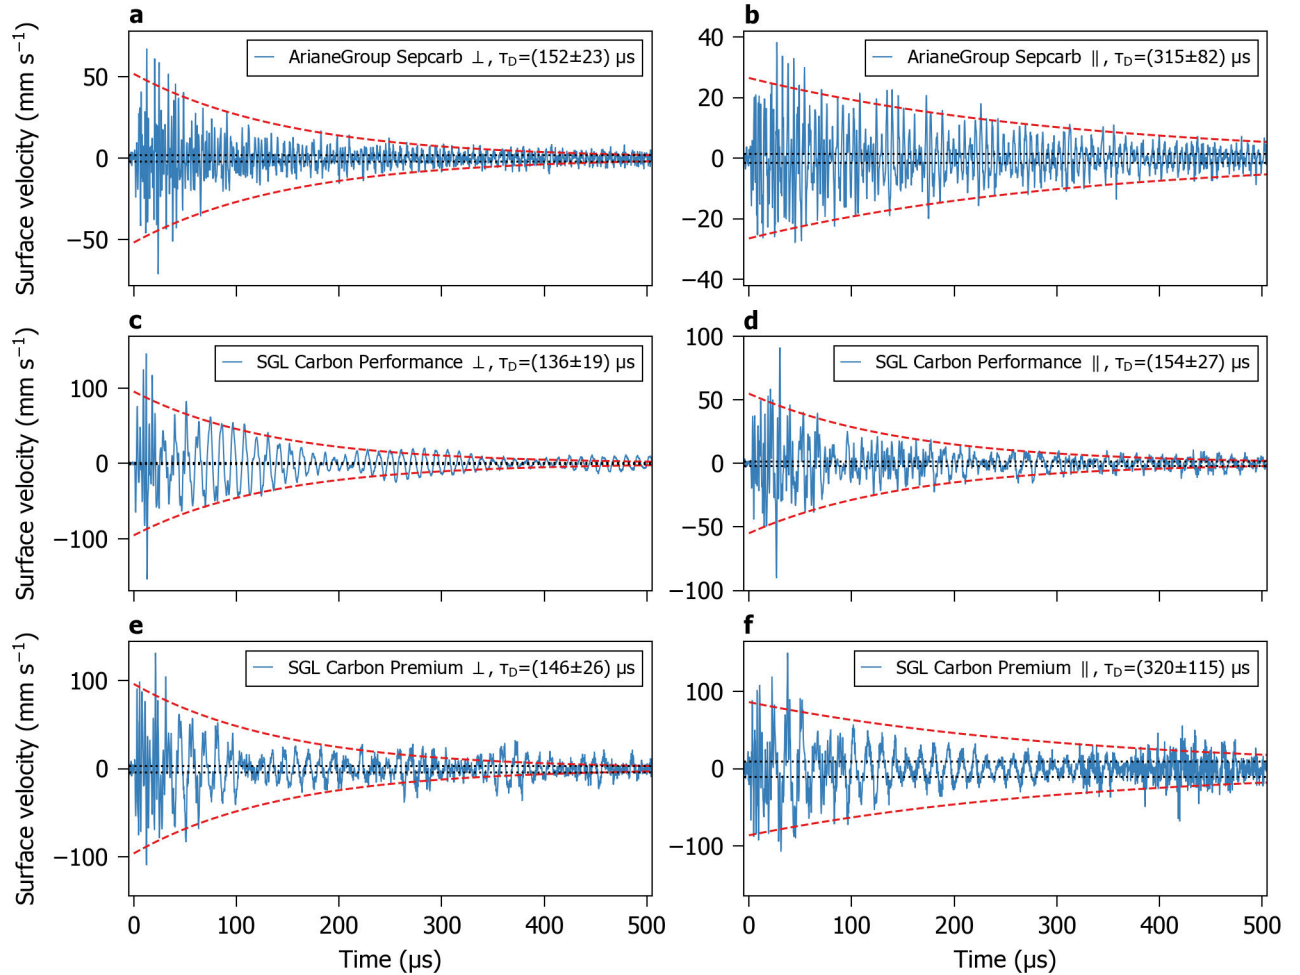 a
b
Surface velocity (mm s⁻¹)
50
0
−50
ArianeGroup Sepcarb ⊥, τD=(152±23) µs
40
20
0
−20
−40
ArianeGroup Sepcarb ∥, τD=(315±82) µs
c
d
Surface velocity (mm s⁻¹)
100
0
−100
SGL Carbon Performance ⊥, τD=(136±19) µs
100
50
0
−50
−100
SGL Carbon Performance ∥, τD=(154±27) µs
e
f
Surface velocity (mm s⁻¹)
100
0
−100
SGL Carbon Premium ⊥, τD=(146±26) µs
100
0
−100
SGL Carbon Premium ∥, τD=(320±115) µs
0 100 200 300 400 500
0 100 200 300 400 500
Time (µs)
Time (µs)